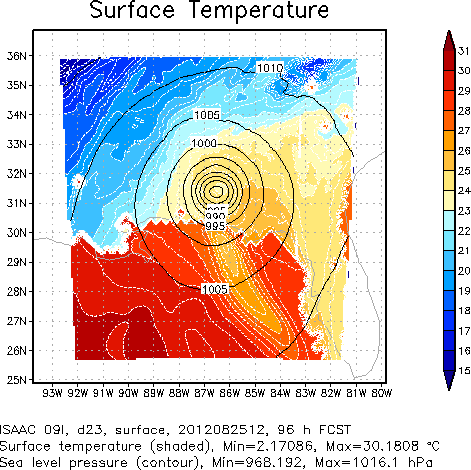 Surface Temperature
36N
35N
34N
33N
32N
31N
30N
29N
28N
27N
26N
25N
93W 92W 91W 90W 89W 88W 87W 86W 85W 84W 83W 82W 81W 80W
1010
1005
1000
990
995
1005
31
30
29
28
27
26
25
24
23
22
21
20
19
18
17
16
15
ISAAC 09l, d23, surface, 2012082512, 96 h FCST
Surface temperature (shaded), Min=2.17086, Max=30.1808 °C
Sea level pressure (contour), Min=968.192, Max=1016.1 hPa